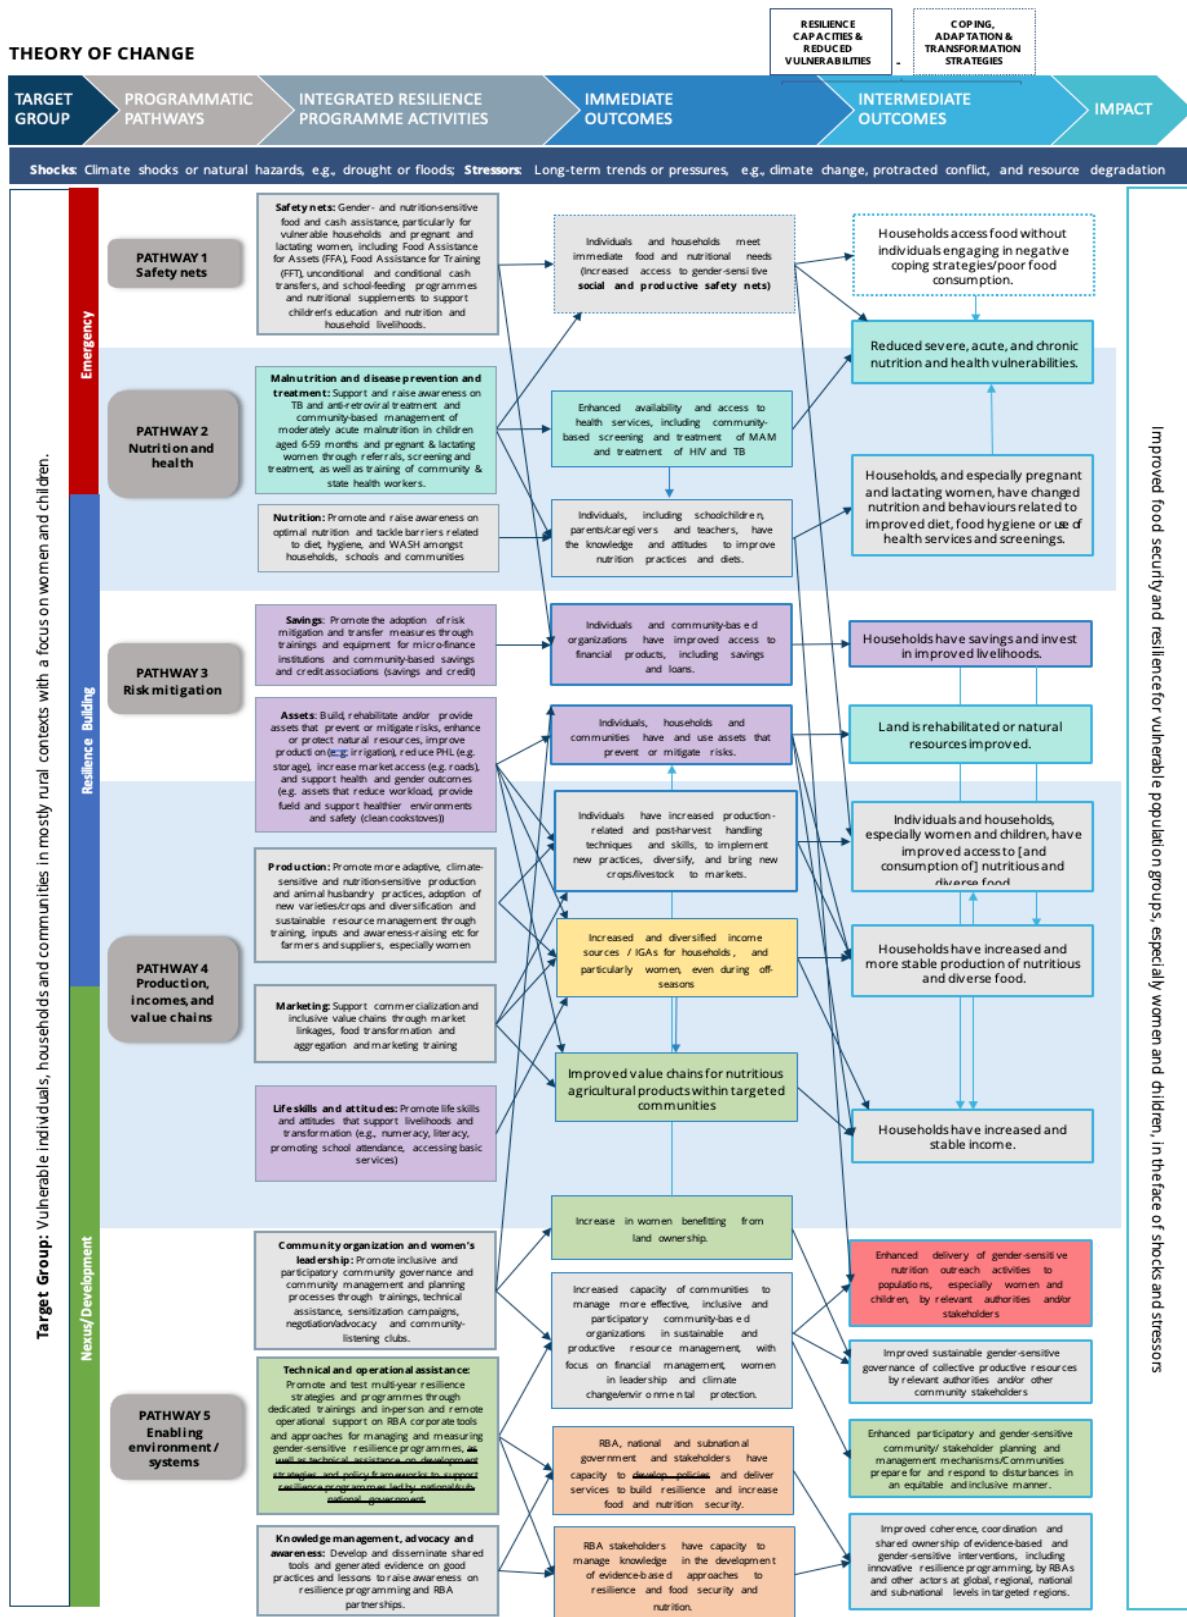 RESILIENCE
CAPACITIES &
REDUCED
VULNERABILITIES
-
COPING,
ADAPTATION &
TRANSFORMATION
STRATEGIES
THEORY OF CHANGE
TARGET
GROUP
PROGRAMMATIC
PATHWAYS
INTEGRATED RESILIENCE
PROGRAMME ACTIVITIES
IMMEDIATE
OUTCOMES
INTERMEDIATE
OUTCOMES
IMPACT
Shocks: Climate shocks or natural hazards, e.g., drought or floods; Stressors: Long-term trends or pressures, e.g., climate change, protracted conflict, and resource degradation
Target Group: Vulnerable individuals, households and communities in mostly rural contexts with a focus on women and children.
Emergency
Resilience Building
Nexus/Development
PATHWAY 1
Safety nets
PATHWAY 2
Nutrition and
health
PATHWAY 3
Risk mitigation
PATHWAY 4
Production,
incomes, and
value chains
PATHWAY 5
Enabling
environment /
systems
Safety nets: Gender- and nutrition-sensitive
food and cash assistance, particularly for
vulnerable households and pregnant and
lactating women, including Food Assistance
for Assets (FFA), Food Assistance for Training
(FFT), unconditional and conditional cash
transfers, and school-feeding programmes
and nutritional supplements to support
children's education and nutrition and
household livelihoods.
Malnutrition and disease prevention and
treatment: Support and raise awareness on
TB and anti-retroviral treatment and
community-based management of
moderately acute malnutrition in children
aged 6-59 months and pregnant & lactating
women through referrals, screening and
treatment, as well as training of community &
state health workers.
Nutrition: Promote and raise awareness on
optimal nutrition and tackle barriers related
to diet, hygiene, and WASH amongst
households, schools and communities
Savings: Promote the adoption of risk
mitigation and transfer measures through
trainings and equipment for micro-finance
institutions and community-based savings
and credit associations (savings and credit)
Assets: Build, rehabilitate and/or provide
assets that prevent or mitigate risks, enhance
or protect natural resources, improve
production (e.g. irrigation), reduce PHL (e.g.
storage), increase market access (e.g. roads),
and support health and gender outcomes
(e.g. assets that reduce workload, provide
fueld and support healthier environments
and safety (clean cookstoves))
Production: Promote more adaptive, climate-
sensitive and nutrition-sensitive production
and animal husbandry practices, adoption of
new varieties/crops and diversification and
sustainable resource management through
training, inputs and awareness-raising etc for
farmers and suppliers, especially women
Marketing: Support commercialization and
inclusive value chains through market
linkages, food transformation and
aggregation and marketing training
Life skills and attitudes: Promote life skills
and attitudes that support livelihoods and
transformation (e.g., numeracy, literacy,
promoting school attendance, accessing basic
services)
Community organization and women's
leadership: Promote inclusive and
participatory community governance and
community management and planning
processes through trainings, technical
assistance, sensitization campaigns,
negotiation/advocacy and community-
listening clubs.
Technical and operational assistance:
Promote and test multi-year resilience
strategies and programmes through
dedicated trainings and in-person and remote
operational support on RBA corporate tools
and approaches for managing and measuring
gender-sensitive resilience programmes, as
well as technical assistance on development
strategies and policy frameworks to support
resilience programmes led by national/sub-
national government.
Knowledge management, advocacy and
awareness: Develop and disseminate shared
tools and generated evidence on good
practices and lessons to raise awareness on
resilience programming and RBA
partnerships.
Individuals and households meet
immediate food and nutritional needs
(Increased access to gender-sensitive
social and productive safety nets)
Enhanced availability and access to
health services, including community-
based screening and treatment of MAM
and treatment of HIV and TB
Individuals, including schoolchildren,
parents/caregivers and teachers, have
the knowledge and attitudes to improve
nutrition practices and diets.
Individuals and community-based
organizations have improved access to
financial products, including savings
and loans.
Individuals, households and
communities have and use assets that
prevent or mitigate risks.
Individuals have increased production-
related and post-harvest handling
techniques and skills, to implement
new practices, diversify, and bring new
crops/livestock to markets.
Increased and diversified income
sources / IGAs for households, and
particularly women, even during off-
seasons
Improved value chains for nutritious
agricultural products within targeted
communities
Increase in women benefitting from
land ownership.
Increased capacity of communities to
manage more effective, inclusive and
participatory community-based
organizations in sustainable and
productive resource management, with
focus on financial management, women
in leadership and climate
change/environmental protection.
RBA, national and subnational
government and stakeholders have
capacity to develop policies and deliver
services to build resilience and increase
food and nutrition security.
RBA stakeholders have capacity to
manage knowledge in the development
of evidence-based approaches to
resilience and food security and
nutrition.
Households access food without
individuals engaging in negative
coping strategies/poor food
consumption.
Reduced severe, acute, and chronic
nutrition and health vulnerabilities.
Households, and especially pregnant
and lactating women, have changed
nutrition and behaviours related to
improved diet, food hygiene or use of
health services and screenings.
Households have savings and invest
in improved livelihoods.
Land is rehabilitated or natural
resources improved.
Individuals and households,
especially women and children, have
improved access to [and
consumption of] nutritious and
diverse food
Households have increased and
more stable production of nutritious
and diverse food.
Households have increased and
stable income.
Enhanced delivery of gender-sensitive
nutrition outreach activities to
populations, especially women and
children, by relevant authorities and/or
stakeholders
Improved sustainable gender-sensitive
governance of collective productive resources
by relevant authorities and/or other
community stakeholders
Enhanced participatory and gender-sensitive
community/ stakeholder planning and
management mechanisms/Communities
prepare for and respond to disturbances in
an equitable and inclusive manner.
Improved coherence, coordination and
shared ownership of evidence-based and
gender-sensitive interventions, including
innovative resilience programming, by RBAs
and other actors at global, regional, national
and sub-national levels in targeted regions.
Improved food security and resilience for vulnerable population groups, especially women and children, in the face of shocks and stressors